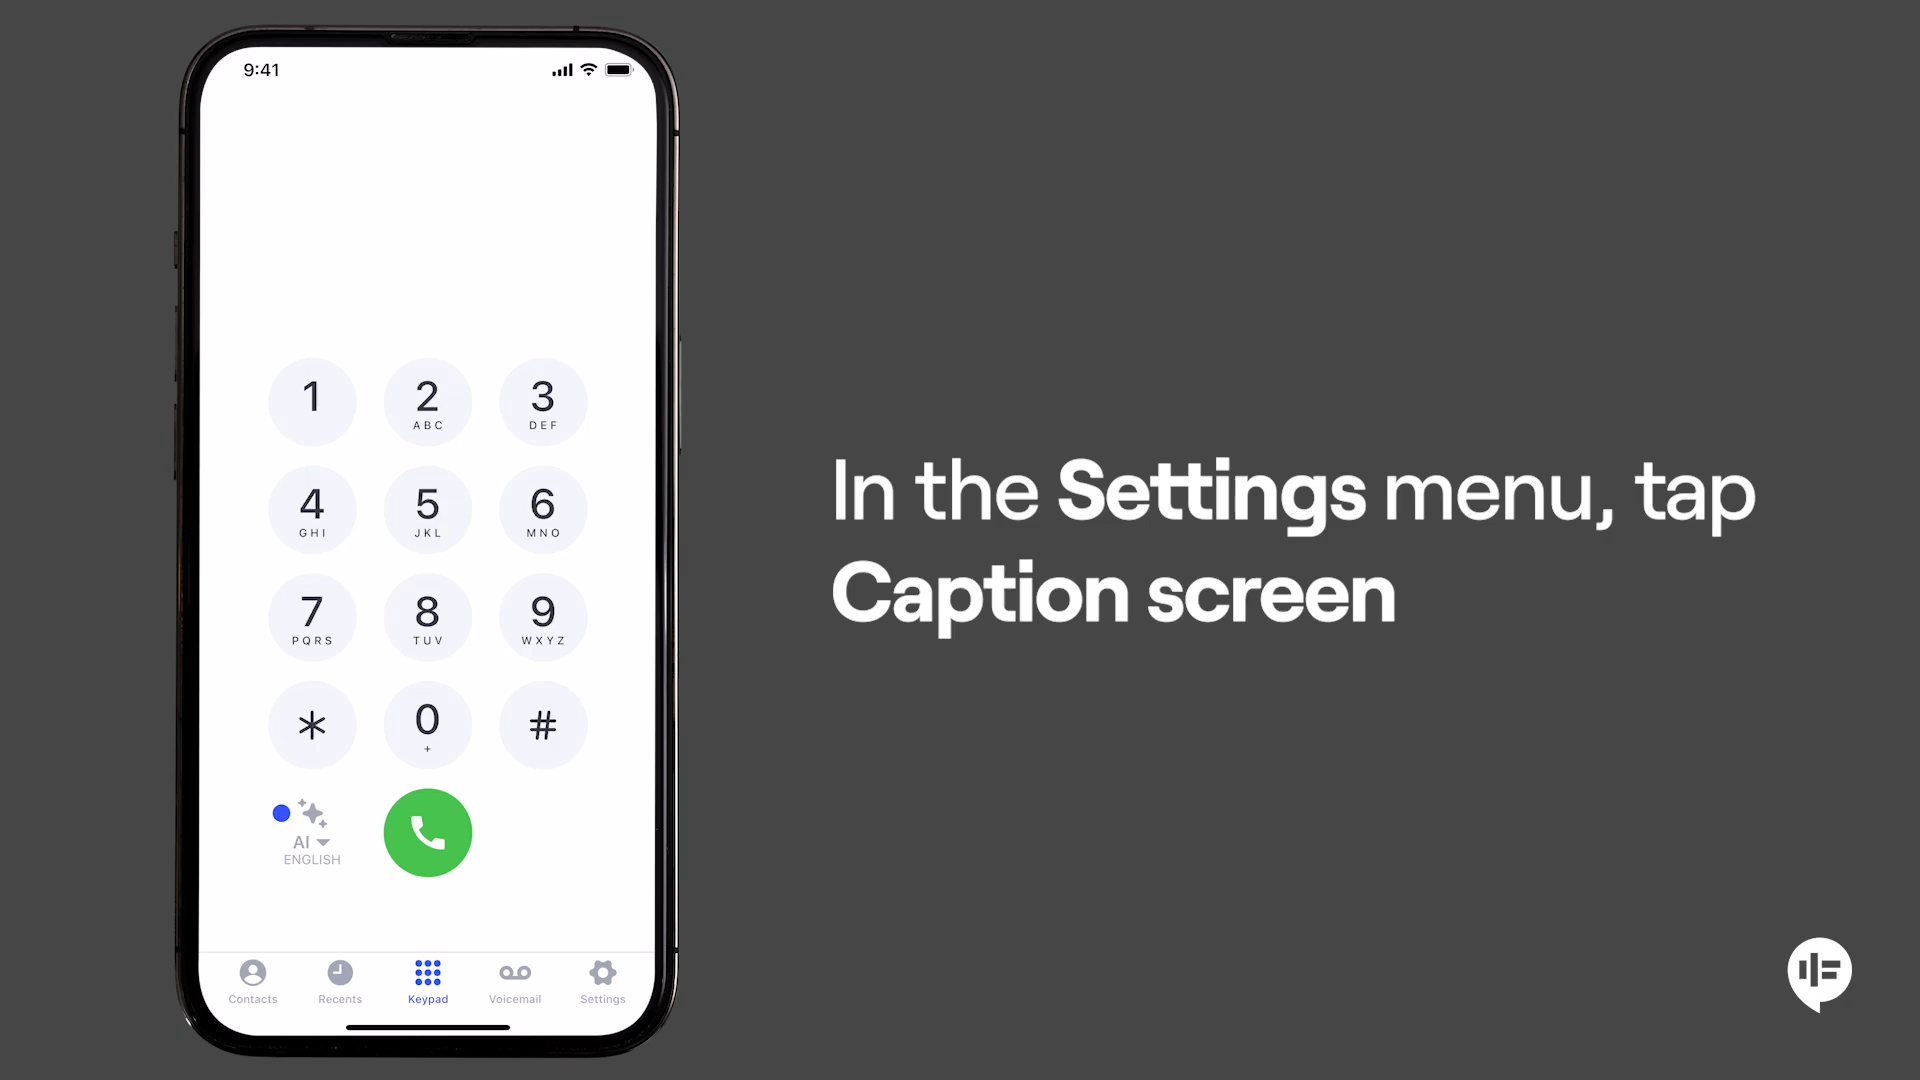 9:41
1
2
ABC
3
DEF
4
GHI
5
JKL
6
MNO
7
PQRS
8
TUV
9
WXYZ
*
0
+
#
AI
ENGLISH
Contacts
Recents
Keypad
Voicemail
Settings
In the Settings menu, tap
Caption screen